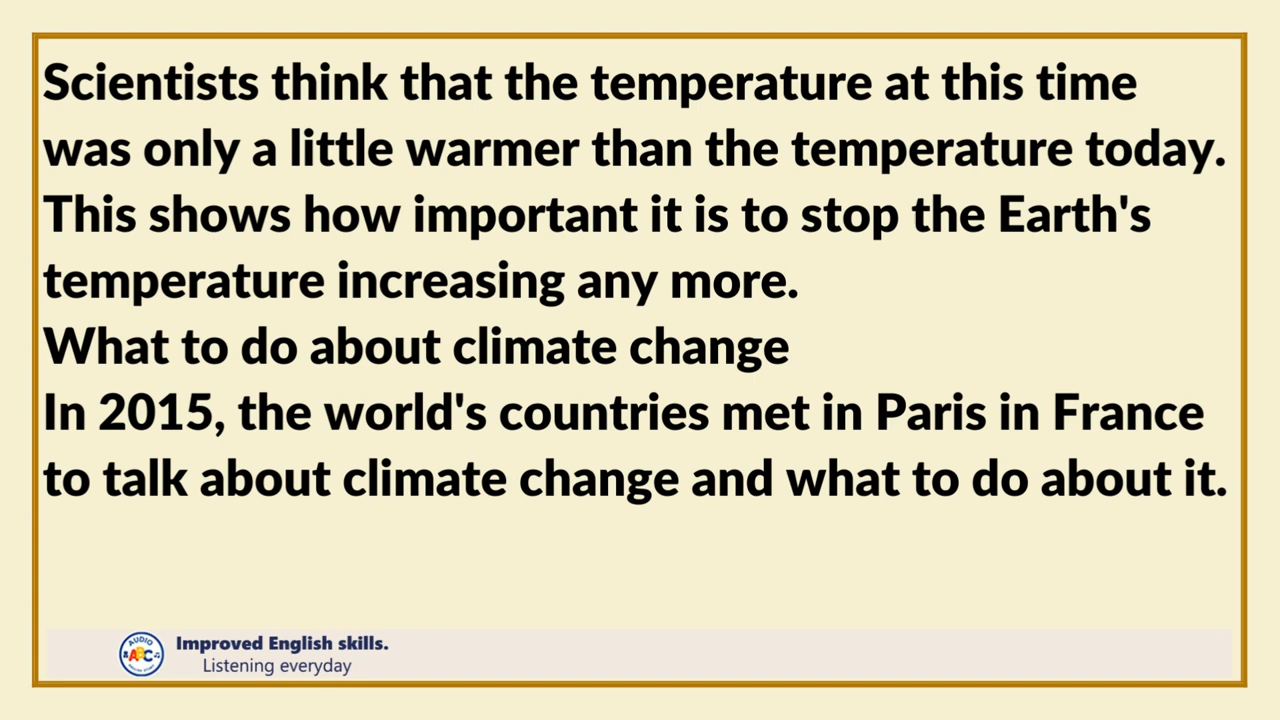 Scientists think that the temperature at this time
was only a little warmer than the temperature today.
This shows how important it is to stop the Earth's
temperature increasing any more.
What to do about climate change
In 2015, the world's countries met in Paris in France
to talk about climate change and what to do about it.
AUDIO
ABC
Improved English skills.
Listening everyday